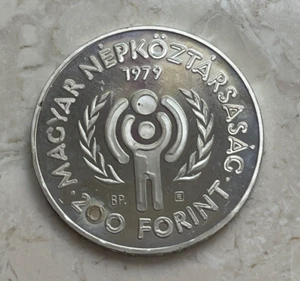 MAGYAR NÉPKÖZTÁRSASÁG
1979
BP.
· 200 FORINT ·